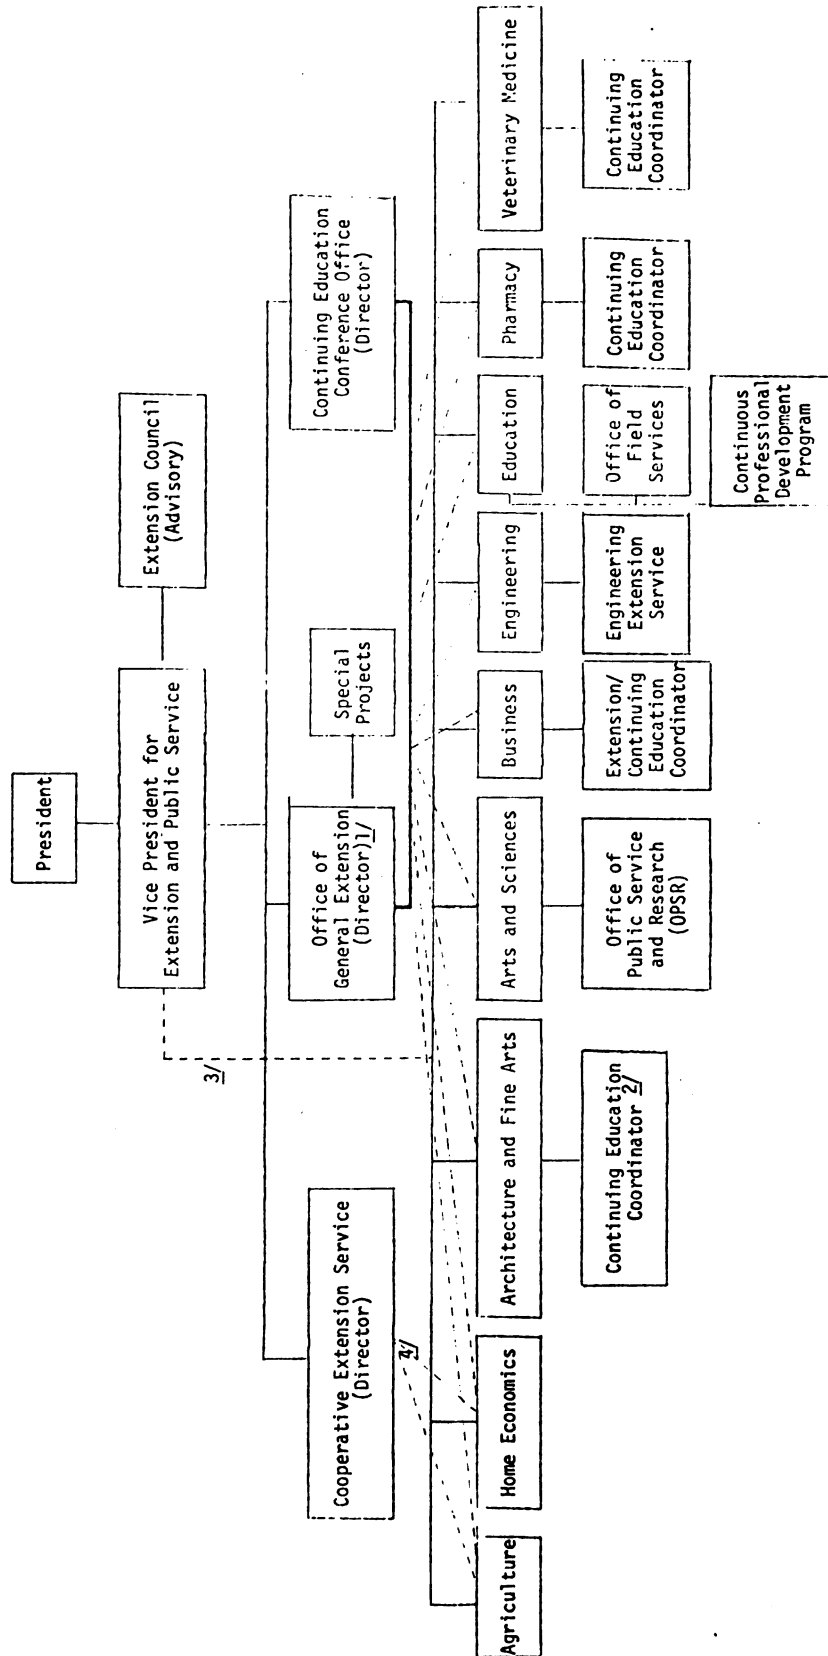 President
Vice President for
Extension and Public Service
Extension Council
(Advisory)
3/
Cooperative Extension Service
(Director)
Office of
General Extension
(Director)1/
Special
Projects
Continuing Education
Conference Office
(Director)
4/
Agriculture
Home Economics
Architecture and Fine Arts
Arts and Sciences
Business
Engineering
Education
Pharmacy
Veterinary Medicine
Continuing Education
Coordinator 2/
Office of
Public Service
and Research
(OPSR)
Extension/
Continuing
Education
Coordinator
Engineering
Extension
Service
Office of
Field
Services
Continuing
Education
Coordinator
Continuing
Education
Coordinator
Continuous
Professional
Development
Program